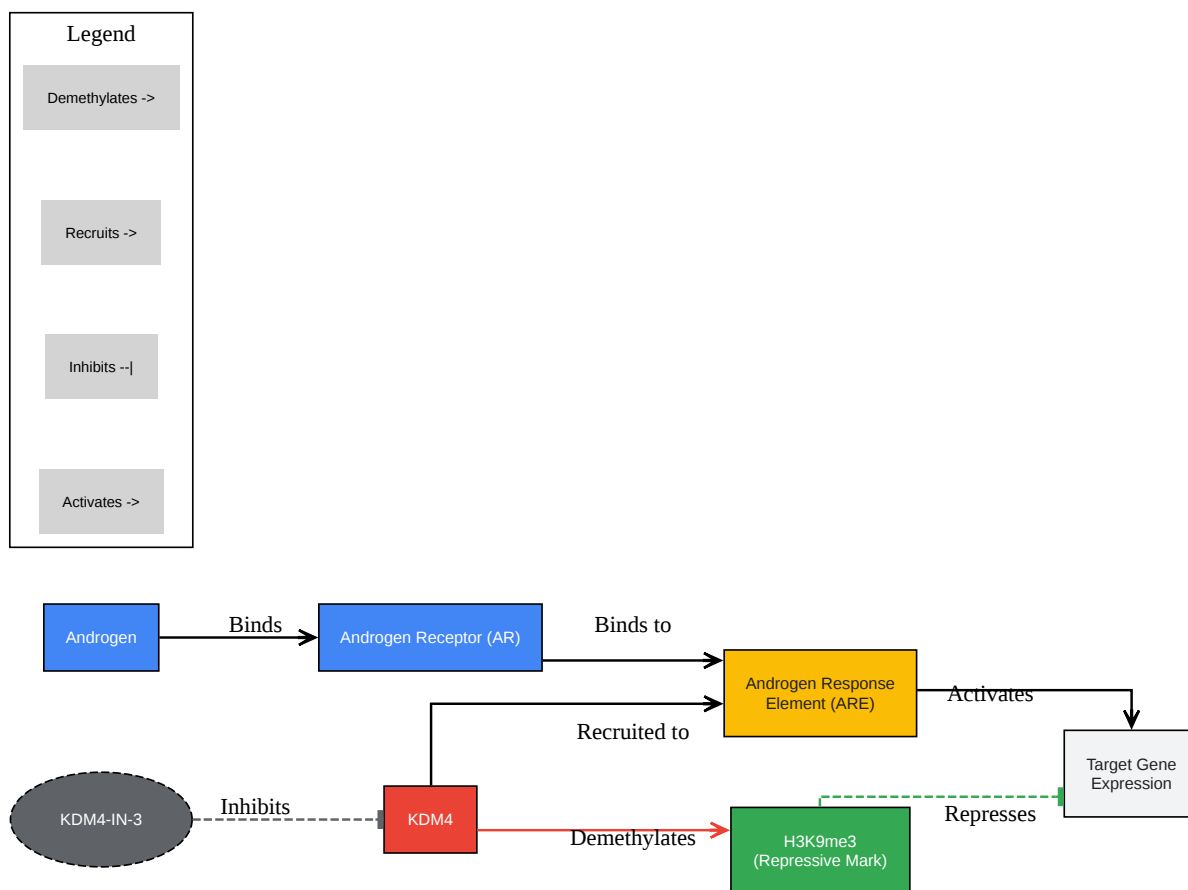 Legend
Demethylates ->
Recruits ->
Inhibits --|
Activates ->
Androgen
Binds
Androgen Receptor (AR)
Binds to
Androgen Response
Element (ARE)
Activates
Recruited to
Target Gene
Expression
KDM4-IN-3
Inhibits
KDM4
Demethylates
H3K9me3
(Repressive Mark)
Represses